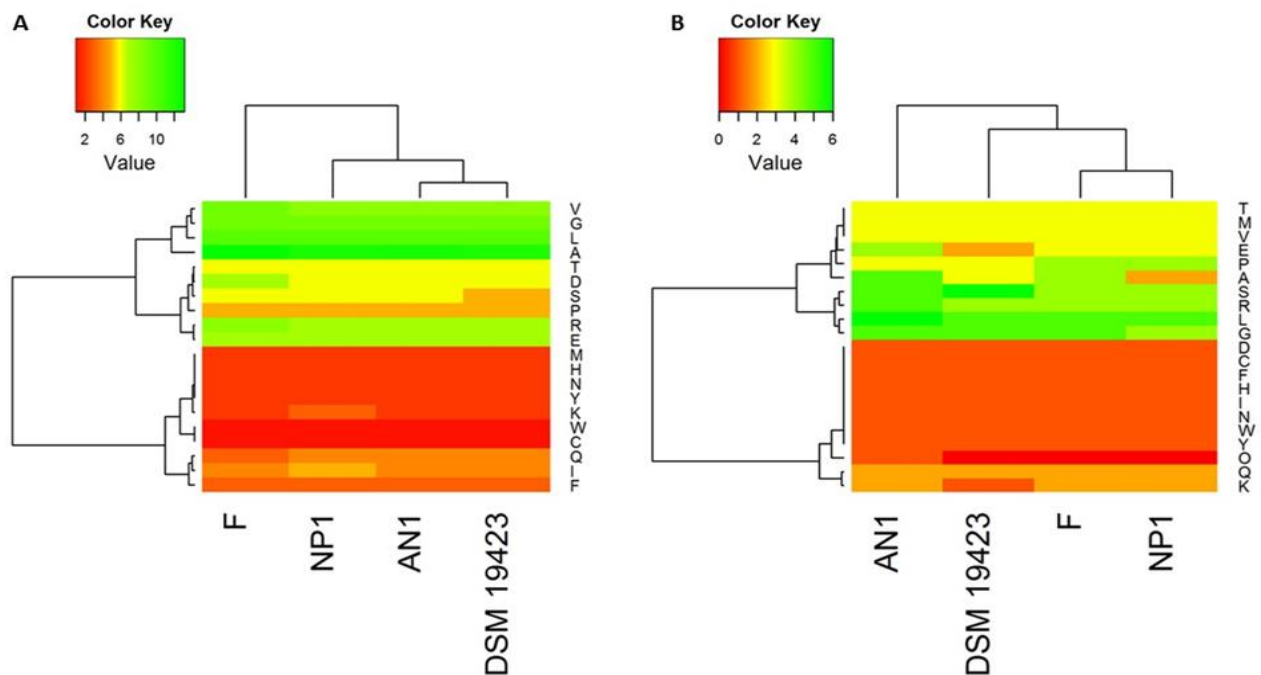 A
Color Key
2 6 10
Value
V
G
L
A
T
D
S
P
R
E
M
H
N
Y
K
W
C
Q
I
F
F
NP1
AN1
DSM 19423
B
Color Key
0 2 4 6
Value
T
M
V
E
P
A
S
R
L
G
D
C
F
H
I
N
W
Y
O
Q
K
AN1
DSM 19423
F
NP1